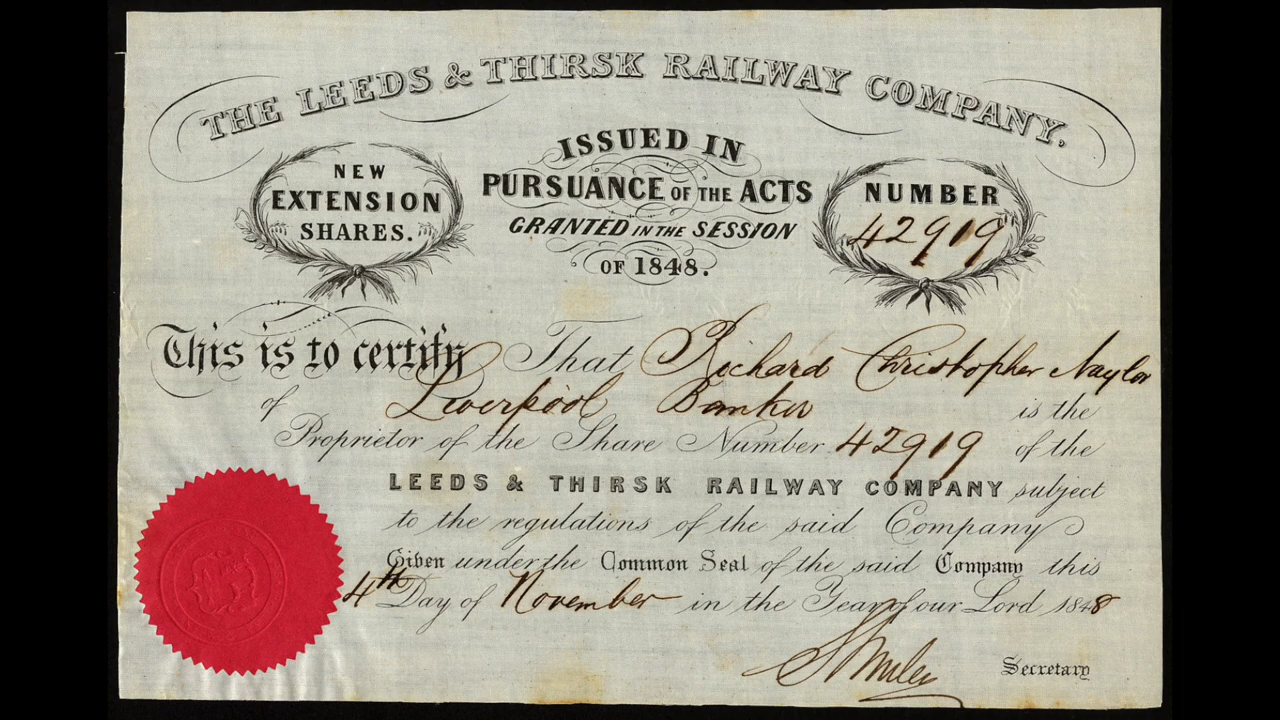 THE LEEDS & THIRSK RAILWAY COMPANY.
NEW
EXTENSION
SHARES.
ISSUED IN
PURSUANCE OF THE ACTS
GRANTED IN THE SESSION
OF 1848.
NUMBER
42919
This is to certify That Richard Christopher Naylor
of Liverpool Banker is the
Proprietor of the Share Number 42919 of the
LEEDS & THIRSK RAILWAY COMPANY subject
to the regulations of the said Company
Given under the Common Seal of the said Company this
4th Day of November in the Year of our Lord 1848
Secretary